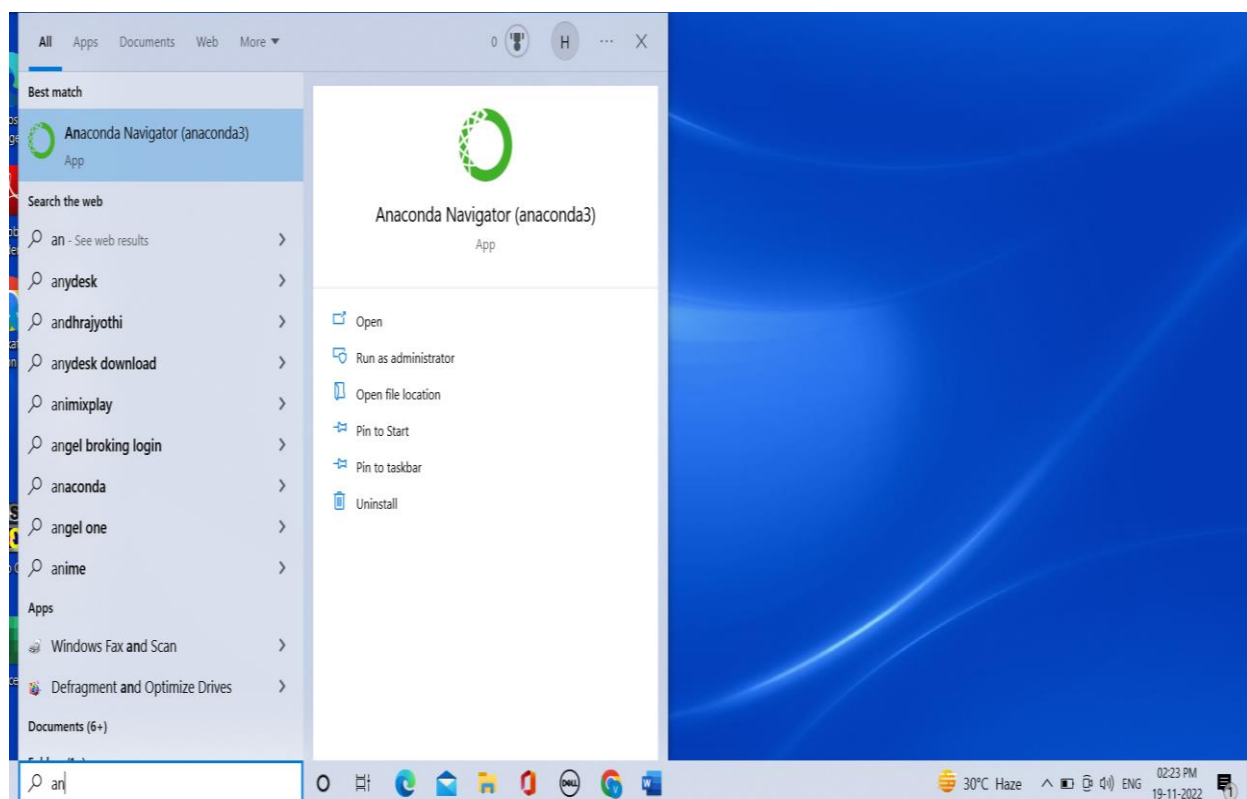 All Apps Documents Web More
0 H ... X
Best match
Anaconda Navigator (anaconda3)
App
Search the web
an - See web results
anydesk
andhrajyothi
anydesk download
animixplay
angel broking login
anaconda
angel one
anime
Apps
Windows Fax and Scan
Defragment and Optimize Drives
Documents (6+)
an
Anaconda Navigator (anaconda3)
App
Open
Run as administrator
Open file location
Pin to Start
Pin to taskbar
Uninstall
DELL
W
30°C Haze
ENG
02:23 PM
19-11-2022
1